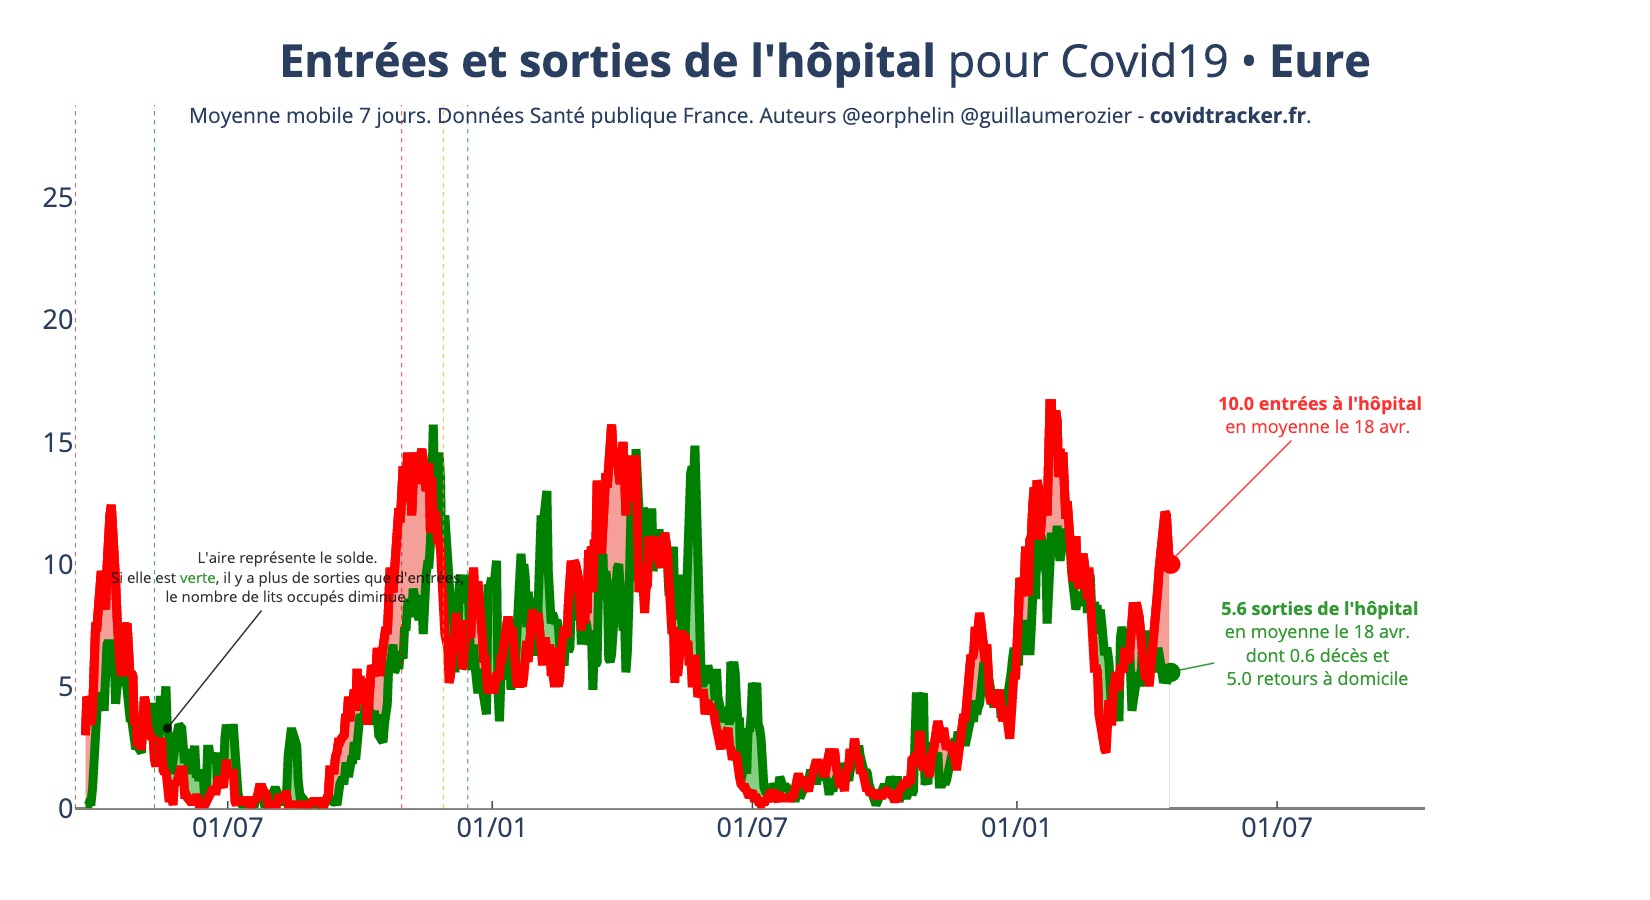 Entrées et sorties de l'hôpital pour Covid19 • Eure
Moyenne mobile 7 jours. Données Santé publique France. Auteurs @eorphelin @guillaumerozier - covidtracker.fr.
25
20
15
10
5
0
10.0 entrées à l'hôpital
en moyenne le 18 avr.
L'aire représente le solde.
Si elle est verte, il y a plus de sorties que d'entrées,
le nombre de lits occupés diminue.
5.6 sorties de l'hôpital
en moyenne le 18 avr.
dont 0.6 décès et
5.0 retours à domicile
01/07 01/01 01/07 01/01 01/07